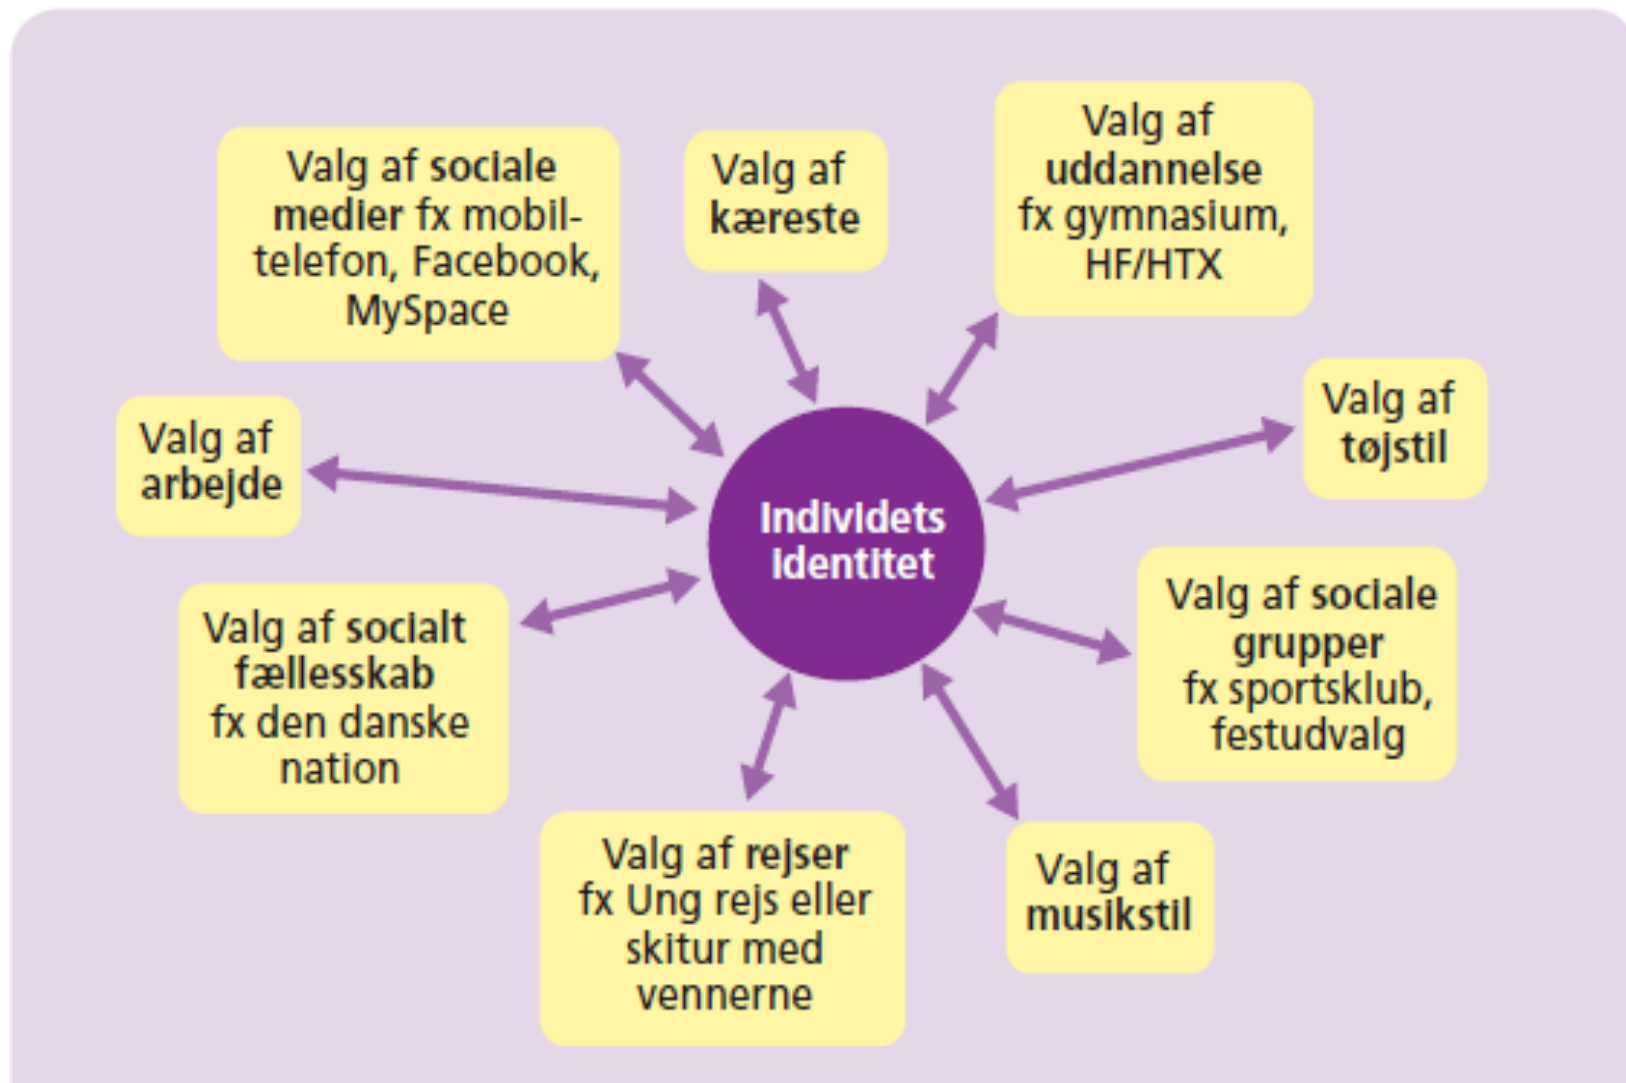 Valg af sociale
medier fx mobil-
telefon, Facebook,
MySpace
Valg af
kæreste
Valg af
uddannelse
fx gymnasium,
HF/HTX
Valg af
tøjstil
Valg af sociale
grupper
fx sportsklub,
festudvalg
Valg af
musikstil
Valg af rejser
fx Ung rejs eller
skitur med
vennerne
Valg af socialt
fællesskab
fx den danske
nation
Valg af
arbejde
Individets
identitet